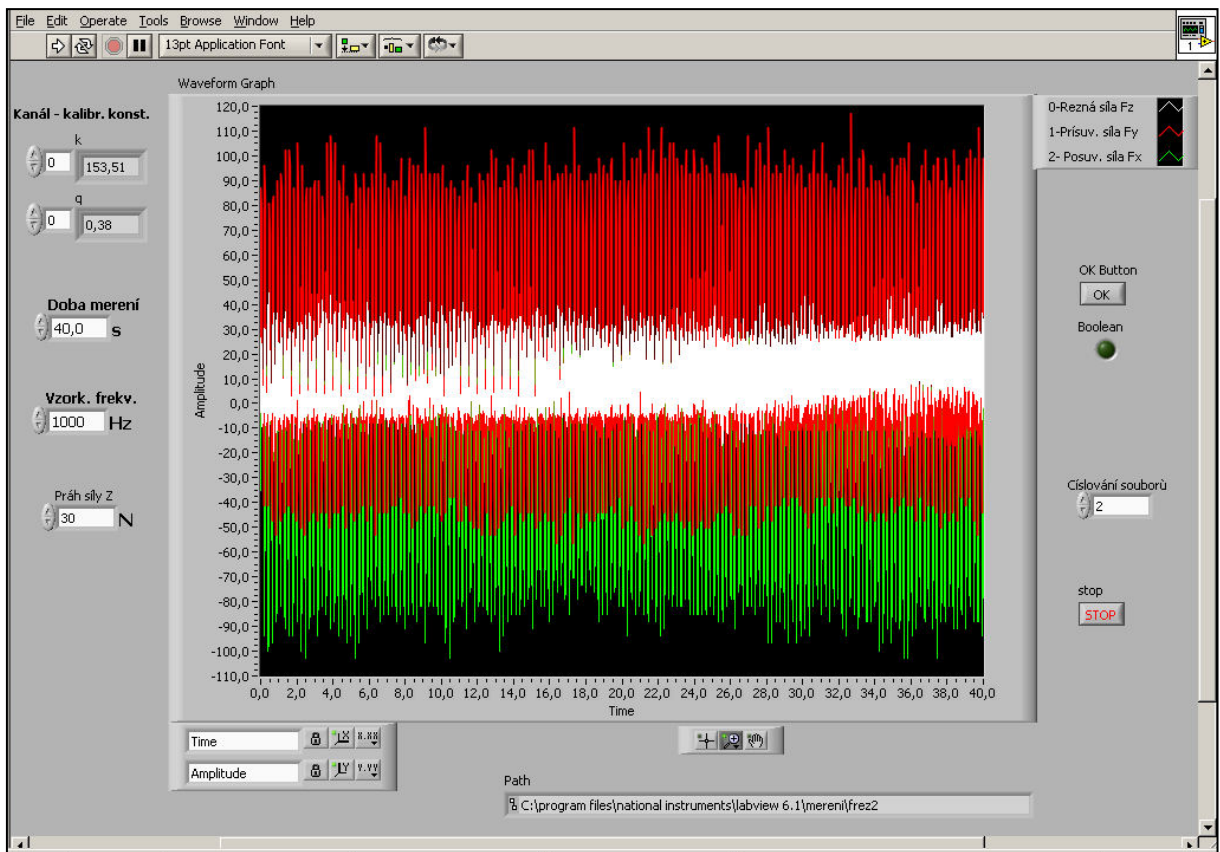 File Edit Operate Tools Browse Window Help
13pt Application Font
1
Waveform Graph
Kanál - kalibr. konst.
k
0 153,51
q
0 0,38
Doba merení
40,0 s
Vzork. frekv.
1000 Hz
Práh síly Z
30 N
Amplitude
120,0
110,0
100,0
90,0
80,0
70,0
60,0
50,0
40,0
30,0
20,0
10,0
0,0
-10,0
-20,0
-30,0
-40,0
-50,0
-60,0
-70,0
-80,0
-90,0
-100,0
-110,0
0,0 2,0 4,0 6,0 8,0 10,0 12,0 14,0 16,0 18,0 20,0 22,0 24,0 26,0 28,0 30,0 32,0 34,0 36,0 38,0 40,0
Time
0-Rezná síla Fz
1-Prísuv. síla Fy
2- Posuv. síla Fx
OK Button
OK
Boolean
Císlování souborù
2
stop
STOP
Time X X.XX
Amplitude Y Y.YY
Path
C:\program files\national instruments\labview 6.1\mereni\frez2